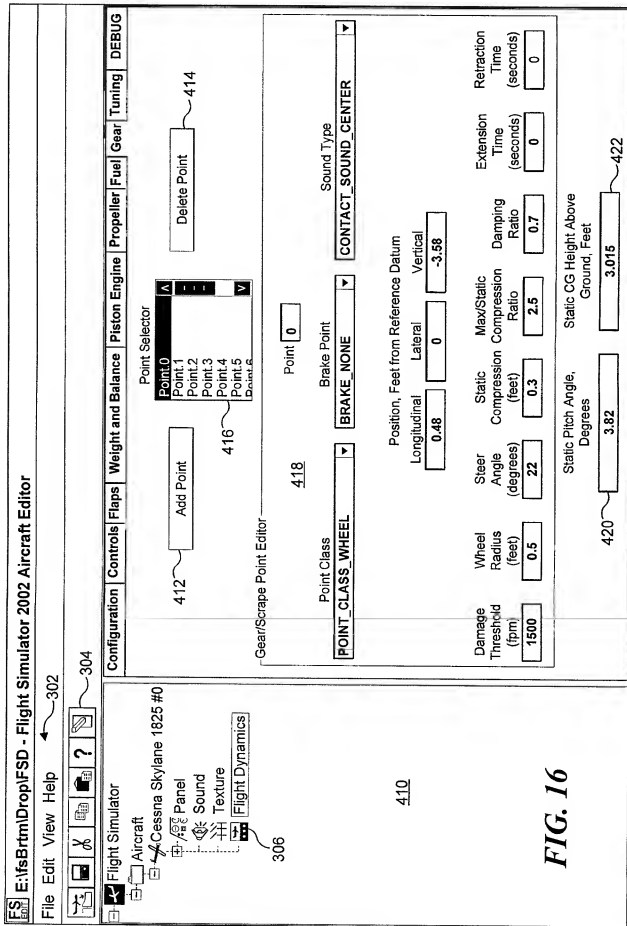 FS EDIT E:\fsBrtm\Drop\FSD - Flight Simulator 2002 Aircraft Editor
File Edit View Help
302
?
304
Flight Simulator
Aircraft
Cessna Skylane 1825 #0
Panel
Sound
Texture
Flight Dynamics
306
410
FIG. 16
Configuration Controls Flaps Weight and Balance Piston Engine Propeller Fuel Gear Tuning DEBUG
Point Selector
412
Add Point
Point.0
Point.1
Point.2
Point.3
Point.4
Point.5
Point.6
416
Delete Point
414
Gear/Scrape Point Editor
418
Point 0
Point Class
Brake Point
Sound Type
POINT_CLASS_WHEEL
BRAKE_NONE
CONTACT_SOUND_CENTER
Position, Feet from Reference Datum
Longitudinal Lateral Vertical
0.48 0 -3.58
Damage Threshold (fpm)
Wheel Radius (feet)
Steer Angle (degrees)
Static Compression (feet)
Max/Static Compression Ratio
Damping Ratio
Extension Time (seconds)
Retraction Time (seconds)
1500 0.5 22 0.3 2.5 0.7 0 0
Static Pitch Angle, Degrees
Static CG Height Above Ground, Feet
420
3.82
3.015
422